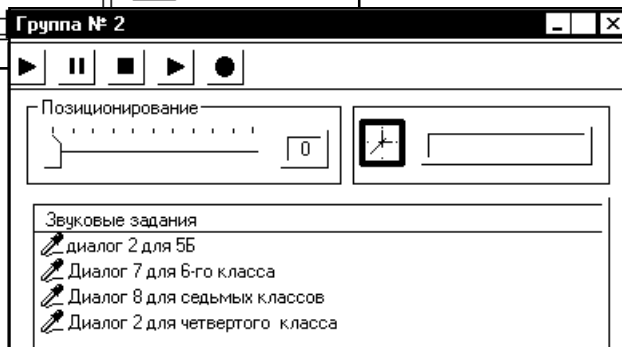 Группа № 2
Позиционирование
0
Звуковые задания
диалог 2 для 5Б
Диалог 7 для 6-го класса
Диалог 8 для седьмых классов
Диалог 2 для четвертого класса